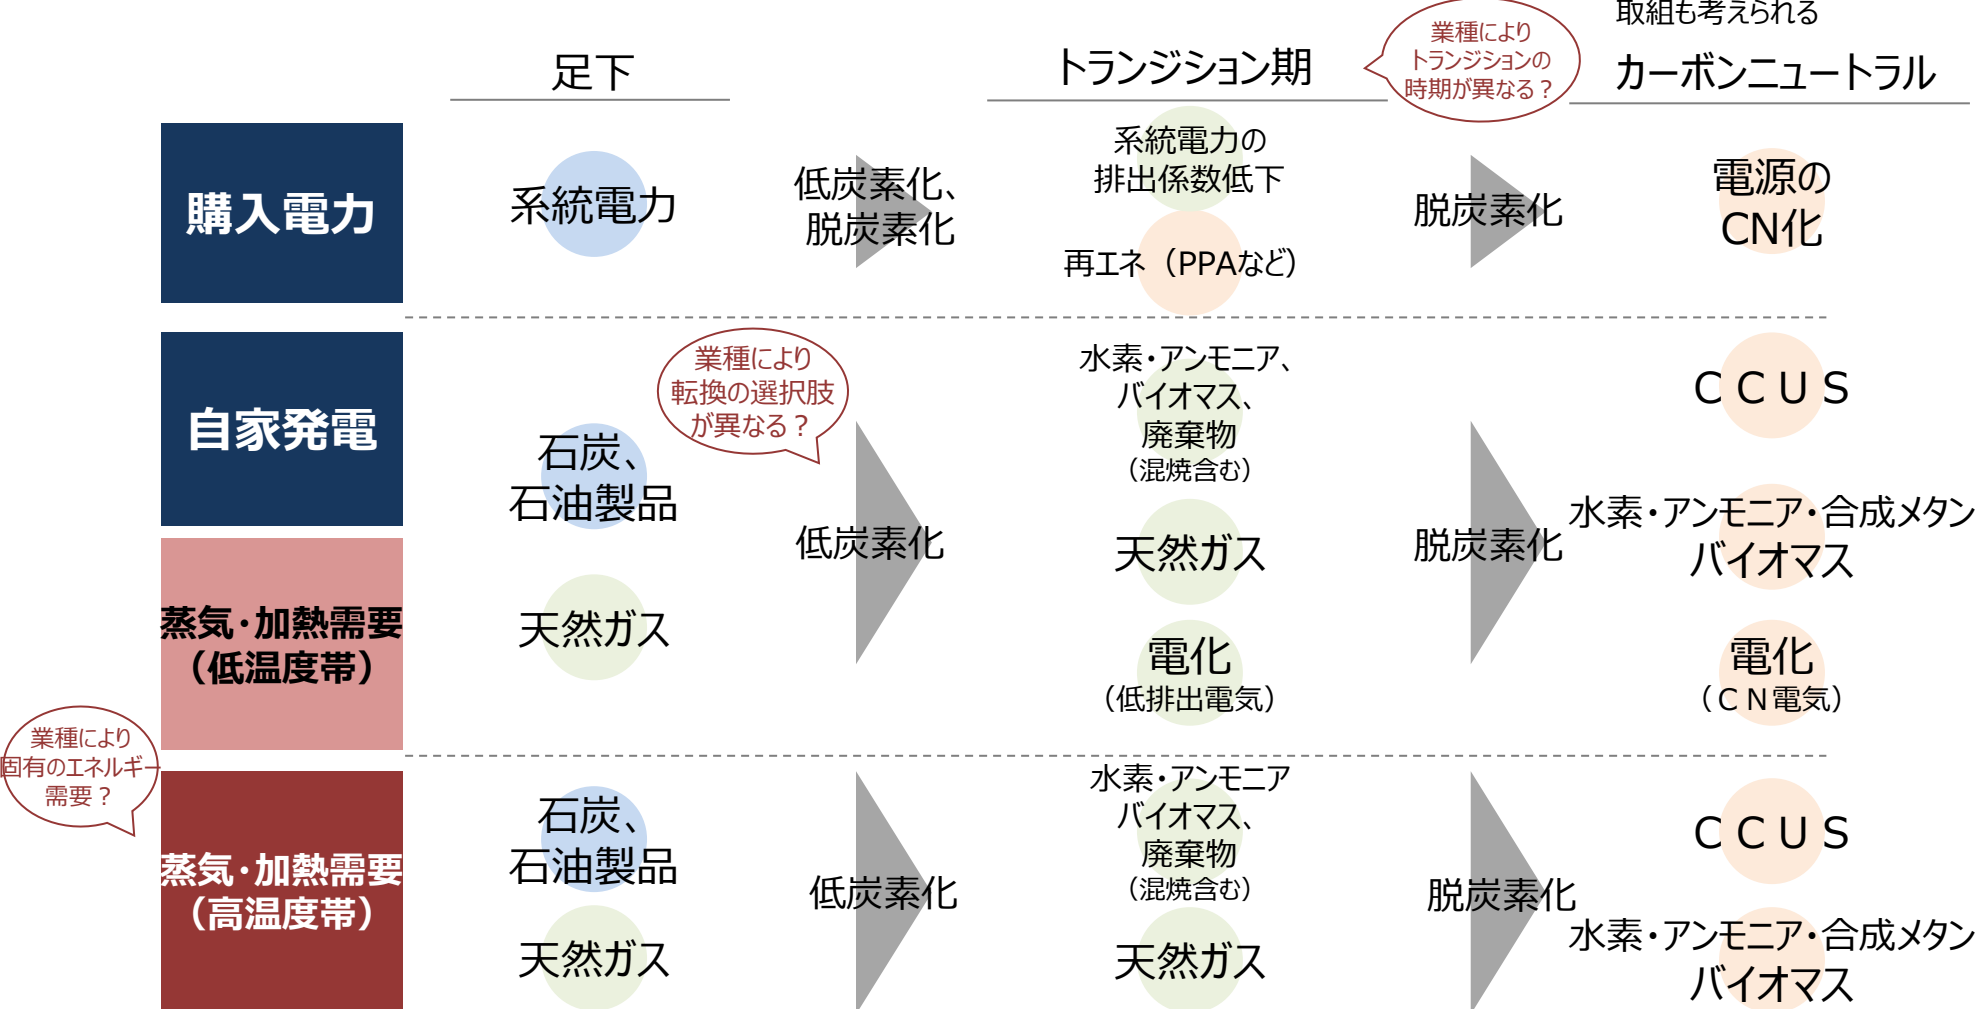 取組も考えられる
足下
トランジション期
業種により
トランジションの
時期が異なる？
カーボンニュートラル
購入電力
系統電力
低炭素化、
脱炭素化
系統電力の
排出係数低下
再エネ（PPAなど）
脱炭素化
電源の
CN化
自家発電
業種により
転換の選択肢
が異なる？
石炭、
石油製品
水素・アンモニア、
バイオマス、
廃棄物
（混焼含む）
ＣＣＵＳ
低炭素化
天然ガス
脱炭素化
水素・アンモニア・合成メタン
バイオマス
蒸気・加熱需要
（低温度帯）
天然ガス
電化
（低排出電気）
電化
（ＣＮ電気）
業種により
固有のエネルギー
需要？
蒸気・加熱需要
（高温度帯）
石炭、
石油製品
天然ガス
低炭素化
水素・アンモニア
バイオマス、
廃棄物
（混焼含む）
天然ガス
脱炭素化
ＣＣＵＳ
水素・アンモニア・合成メタン
バイオマス